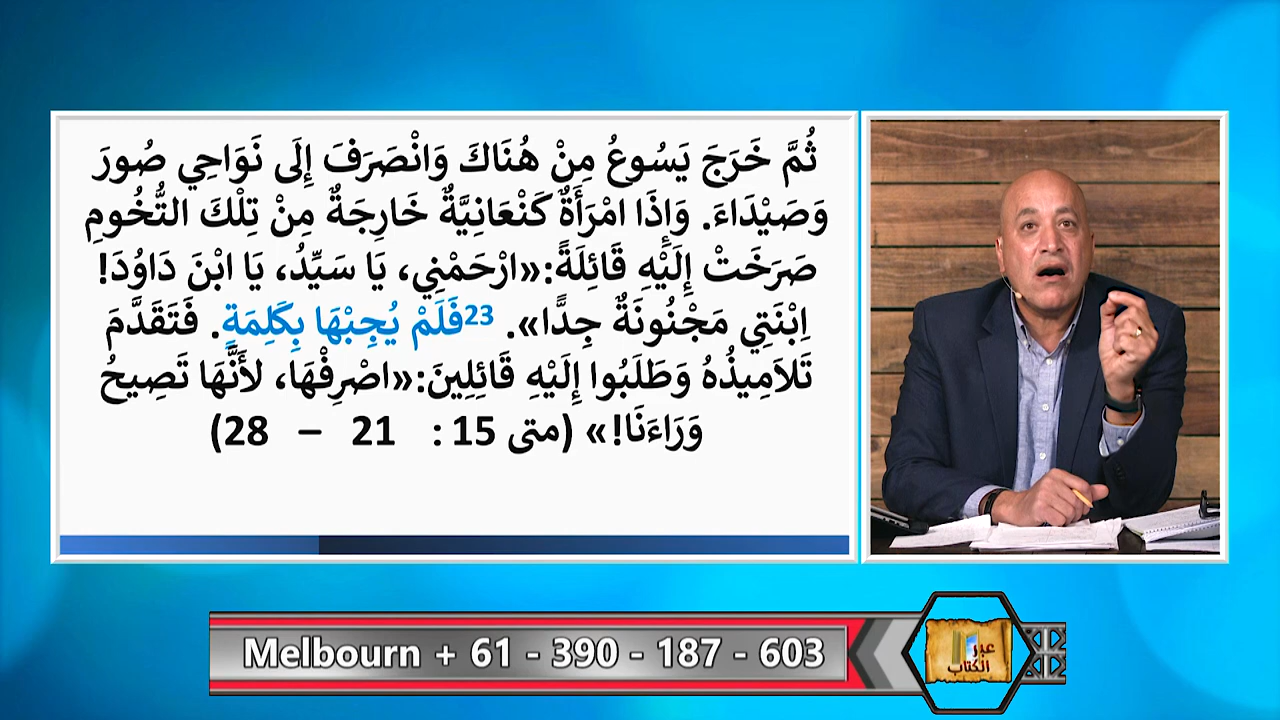 ثُمَّ خَرَجَ يَسُوعُ مِنْ هُنَاكَ وَانْصَرَفَ إِلَى نَوَاحِي صُورَ
وَصَيْدَاءَ. وَإِذَا امْرَأَةٌ كَنْعَانِيَّةٌ خَارِجَةٌ مِنْ تِلْكَ التُّخُومِ
صَرَخَتْ إِلَيْهِ قَائِلَةً:«ارْحَمْنِي، يَا سَيِّدُ، يَا ابْنَ دَاوُدَ!
اِبْنَتِي مَجْنُونَةٌ جِدًّا». 23فَلَمْ يُجِبْهَا بِكَلِمَةٍ. فَتَقَدَّمَ
تَلاَمِيذُهُ وَطَلَبُوا إِلَيْهِ قَائِلِينَ:«اصْرِفْهَا، لأَنَّهَا تَصِيحُ
وَرَاءَنَا!» (متى 15 : 21 – 28)
Melbourn + 61 - 390 - 187 - 603
عبر
الكتاب